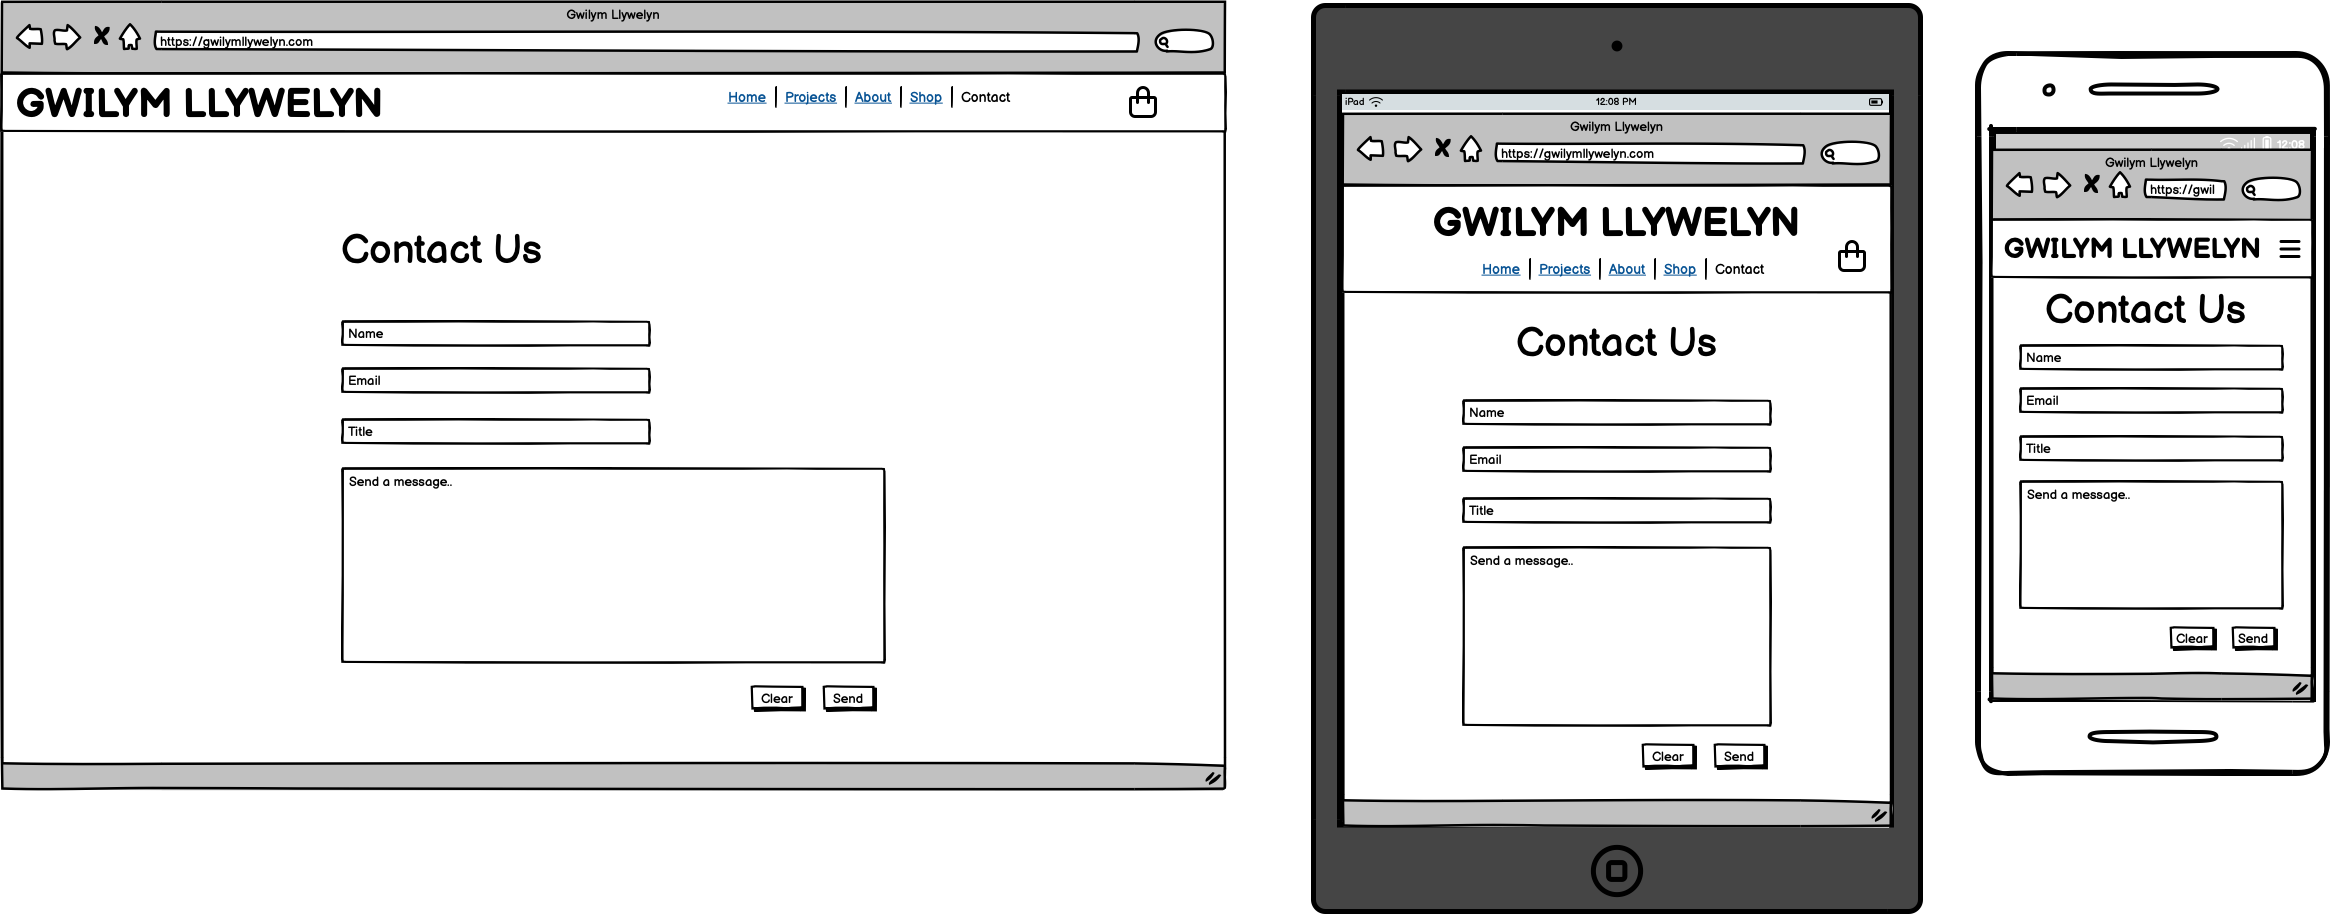 Gwilym Llywelyn
https://gwilymllywelyn.com
GWILYM LLYWELYN
Home | Projects | About | Shop | Contact
Contact Us
Name
Email
Title
Send a message..
Clear Send
iPad 12:08 PM
Gwilym Llywelyn
https://gwilymllywelyn.com
GWILYM LLYWELYN
Home | Projects | About | Shop | Contact
Contact Us
Name
Email
Title
Send a message..
Clear Send
12:08
Gwilym Llywelyn
https://gwil
GWILYM LLYWELYN
Contact Us
Name
Email
Title
Send a message..
Clear Send